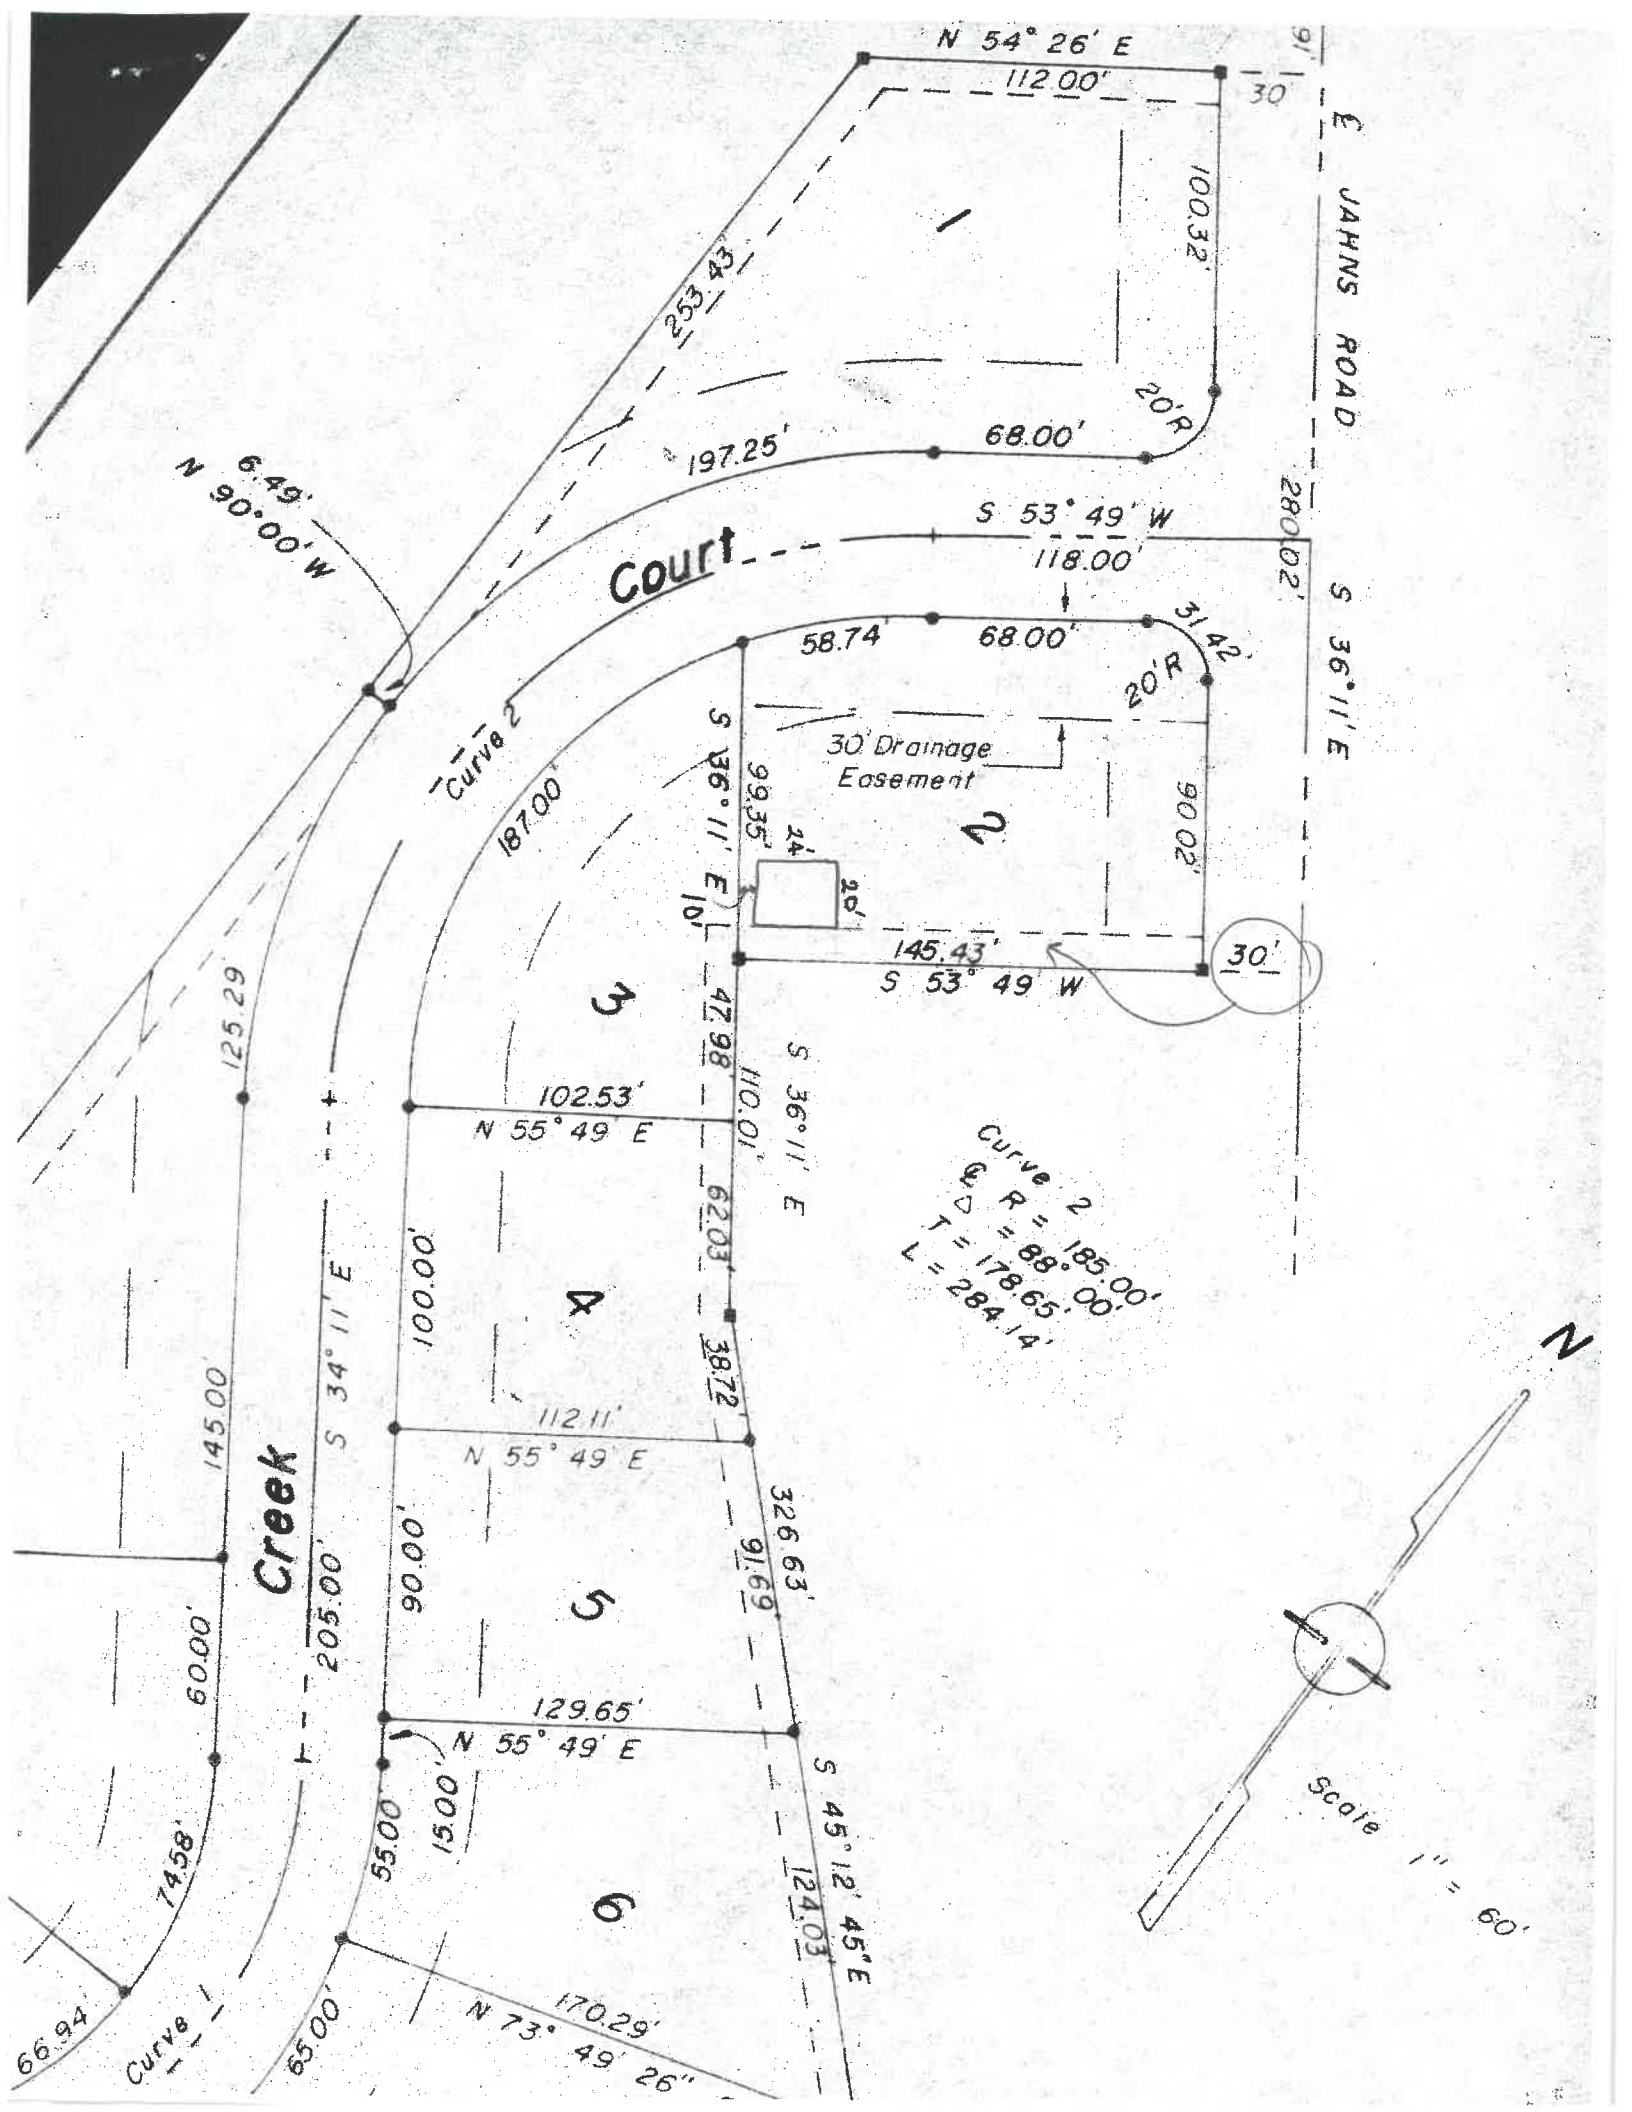 N 54° 26' E
112.00'
91'
30'
℄ JAHNS ROAD
100.32'
1
253.43'
20'R
68.00'
197.25'
6.49'
N 90°00' W
S 53° 49' W
118.00'
280.02'
S 36° 11' E
Court
58.74'
68.00'
31.42'
20'R
Curve 2
187.00'
S 36° 11' E
99.35'
30' Drainage
Easement
2
90.02'
24'
20'
10'
145.43'
S 53° 49' W
30'
3
47.98'
125.29'
102.53'
N 55° 49' E
110.01'
S 36° 11' E
Curve 2
℄ R = 185.00'
△ = 88° 00'
T = 178.65'
L = 284.14'
62.03'
100.00'
4
S 34° 11' E
145.00'
38.72'
112.11'
N 55° 49' E
N
Creek
205.00'
90.00'
5
326.63'
91.69'
60.00'
129.65'
N 55° 49' E
15.00'
55.00'
S 45° 12' 45" E
124.03'
Scale 1" = 60'
74.58'
6
170.29'
N 73° 49' 26"
66.94'
Curve 1
65.00'